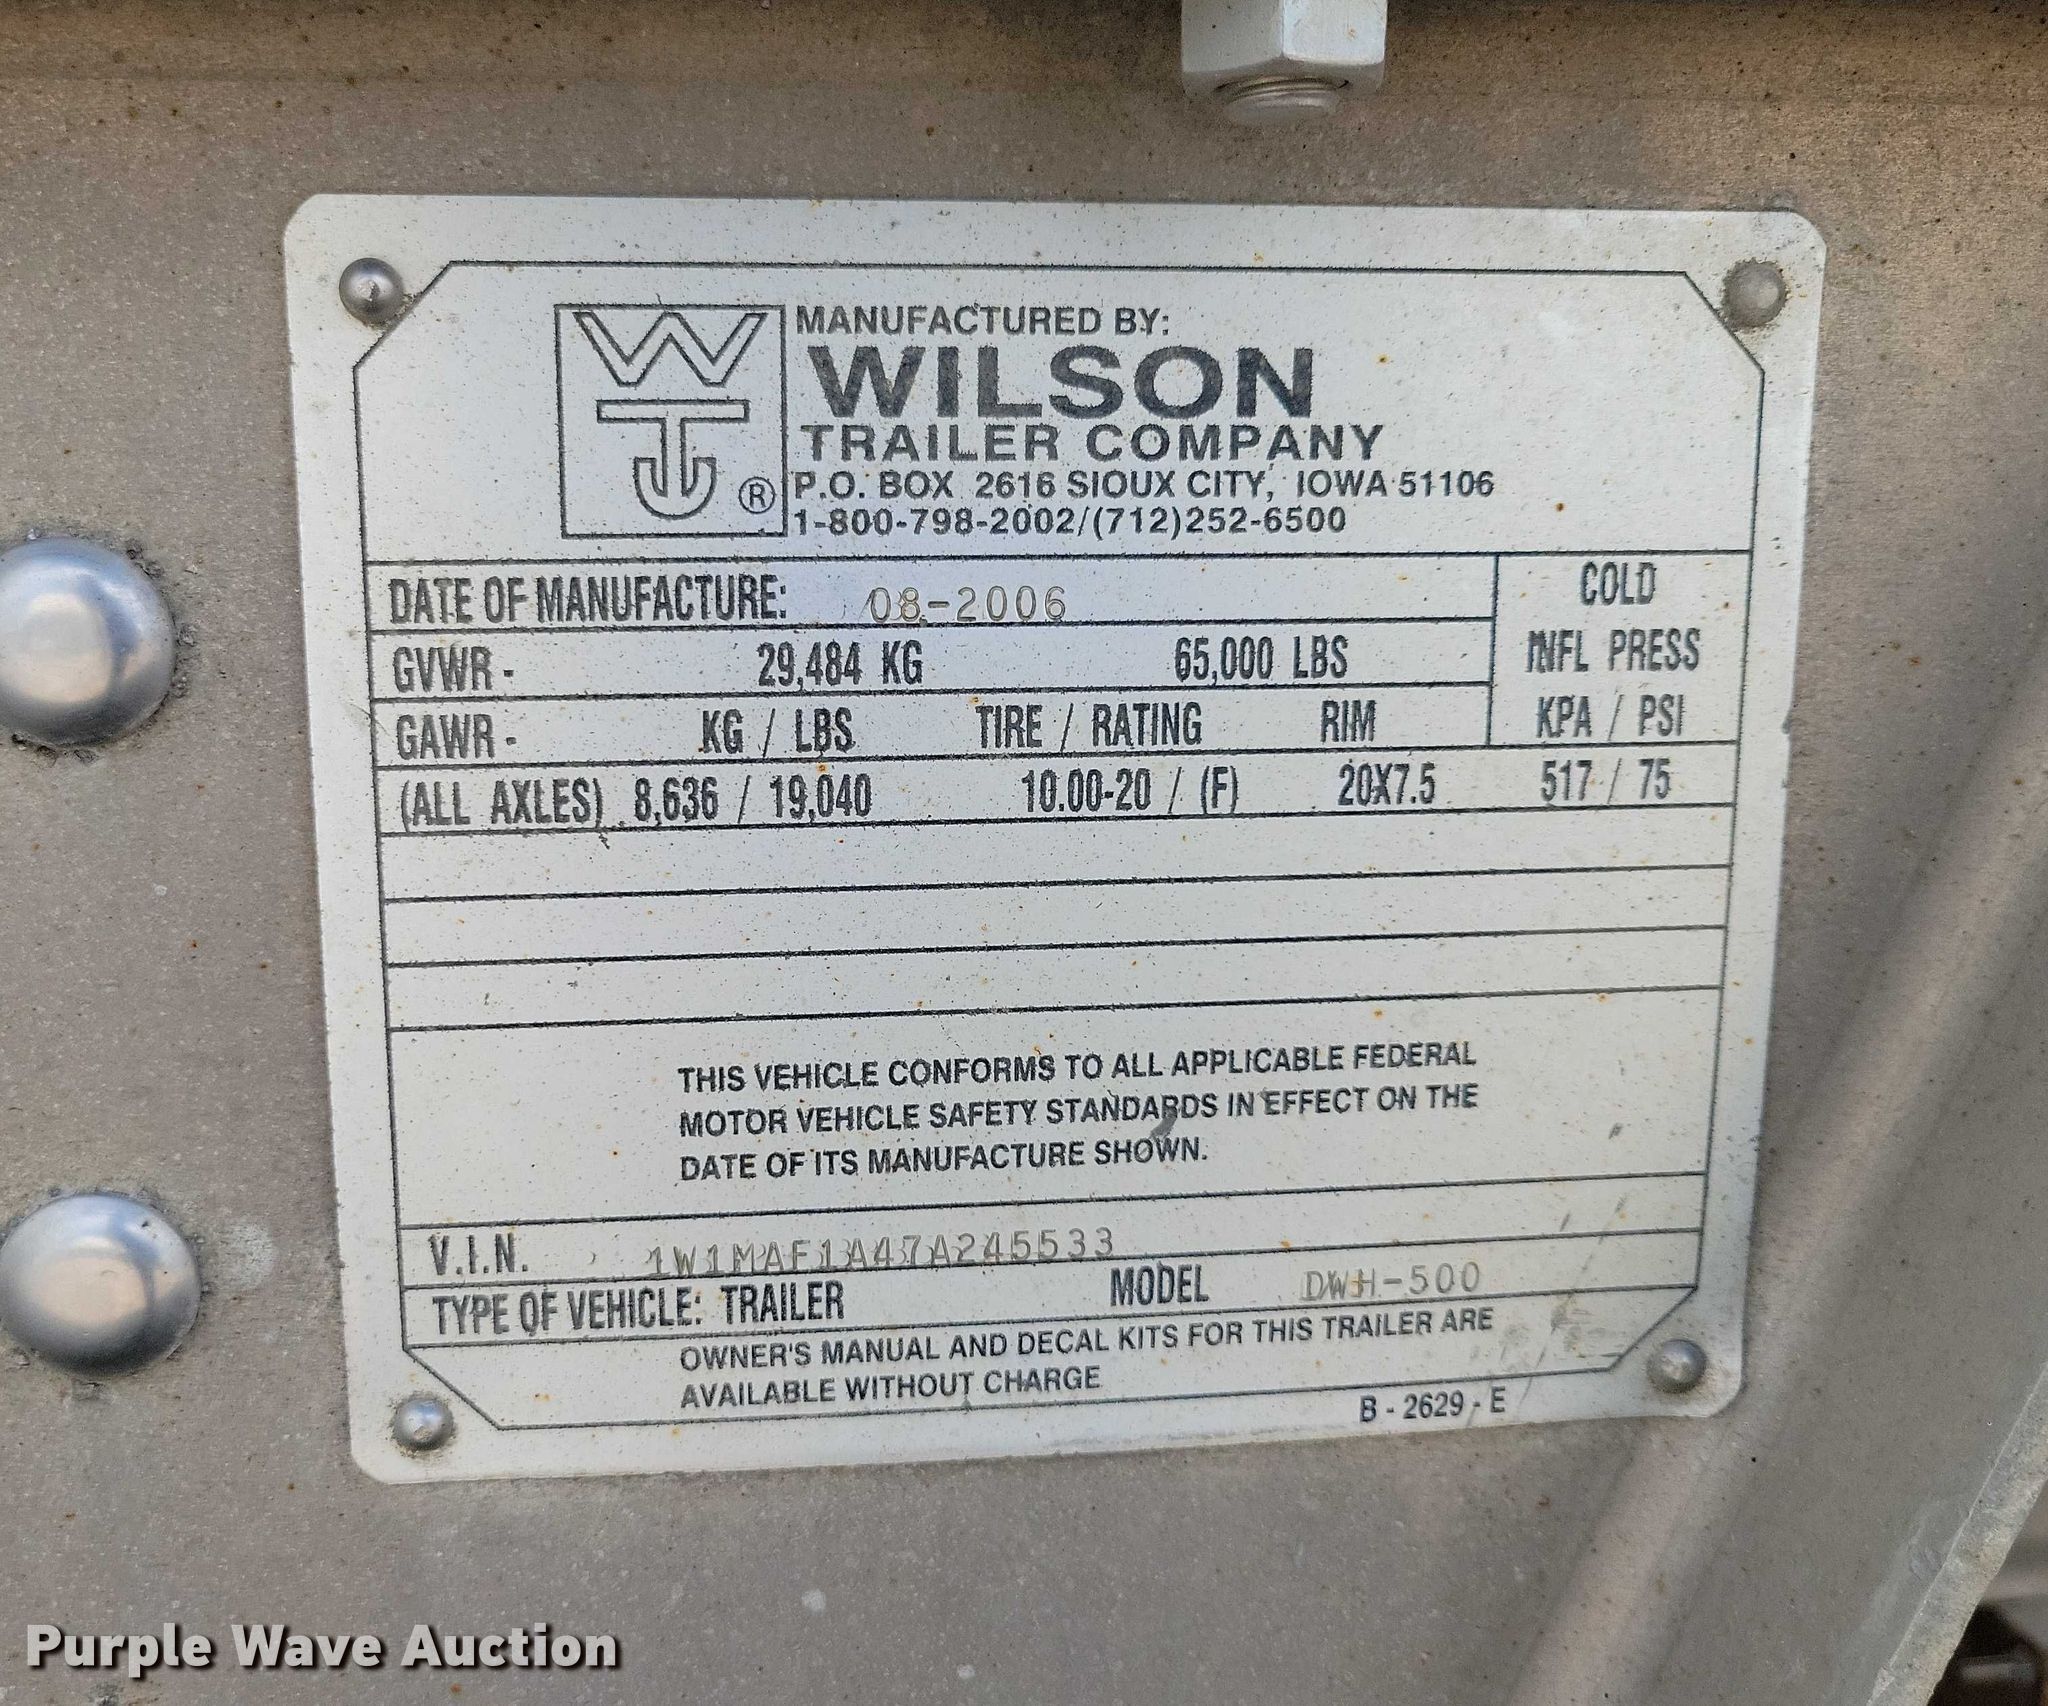 MANUFACTURED BY:
WILSON
TRAILER COMPANY
WTJ ®
P.O. BOX 2616 SIOUX CITY, IOWA 51106
1-800-798-2002/(712)252-6500
DATE OF MANUFACTURE: 08-2006
COLD
INFL PRESS
KPA / PSI
GVWR - 29,484 KG 65,000 LBS
GAWR - KG / LBS TIRE / RATING RIM
(ALL AXLES) 8,636 / 19,040 10.00-20 / (F) 20X7.5 517 / 75
THIS VEHICLE CONFORMS TO ALL APPLICABLE FEDERAL
MOTOR VEHICLE SAFETY STANDARDS IN EFFECT ON THE
DATE OF ITS MANUFACTURE SHOWN.
V.I.N. 1W1MAF1A47A245533
TYPE OF VEHICLE: TRAILER MODEL DWH-500
OWNER'S MANUAL AND DECAL KITS FOR THIS TRAILER ARE
AVAILABLE WITHOUT CHARGE
B - 2629 - E
Purple Wave Auction